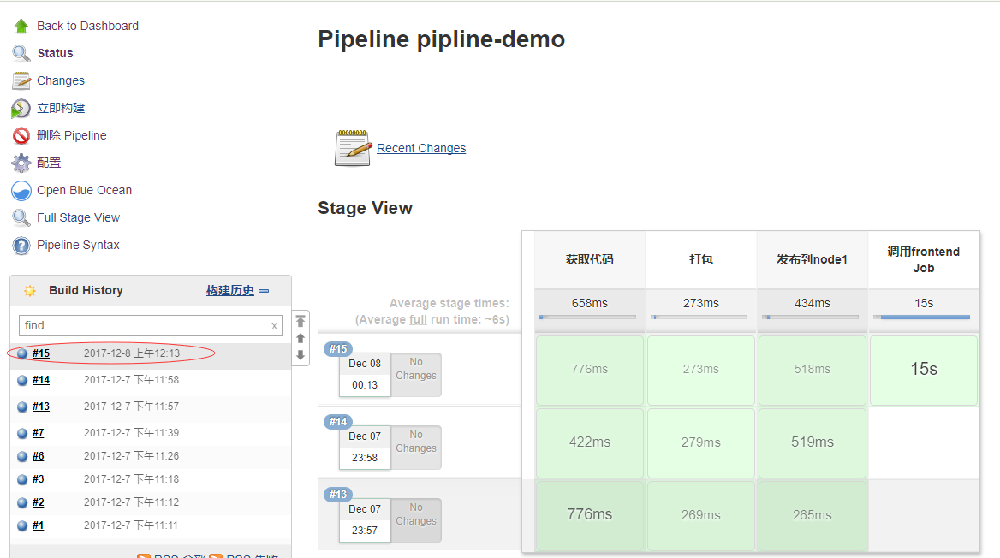 Back to Dashboard
Status
Changes
立即构建
删除 Pipeline
配置
Open Blue Ocean
Full Stage View
Pipeline Syntax
Build History 构建历史
find x
#15 2017-12-8 上午12:13
#14 2017-12-7 下午11:58
#13 2017-12-7 下午11:57
#7 2017-12-7 下午11:39
#6 2017-12-7 下午11:26
#3 2017-12-7 下午11:18
#2 2017-12-7 下午11:12
#1 2017-12-7 下午11:11
RSS 全部 RSS 失败
Pipeline pipline-demo
Recent Changes
Stage View
获取代码 打包 发布到node1 调用frontend
Job
Average stage times:
(Average full run time: ~6s)
658ms 273ms 434ms 15s
#15
Dec 08
00:13
No
Changes
776ms 273ms 518ms 15s
#14
Dec 07
23:58
No
Changes
422ms 279ms 519ms
#13
Dec 07
23:57
No
Changes
776ms 269ms 265ms